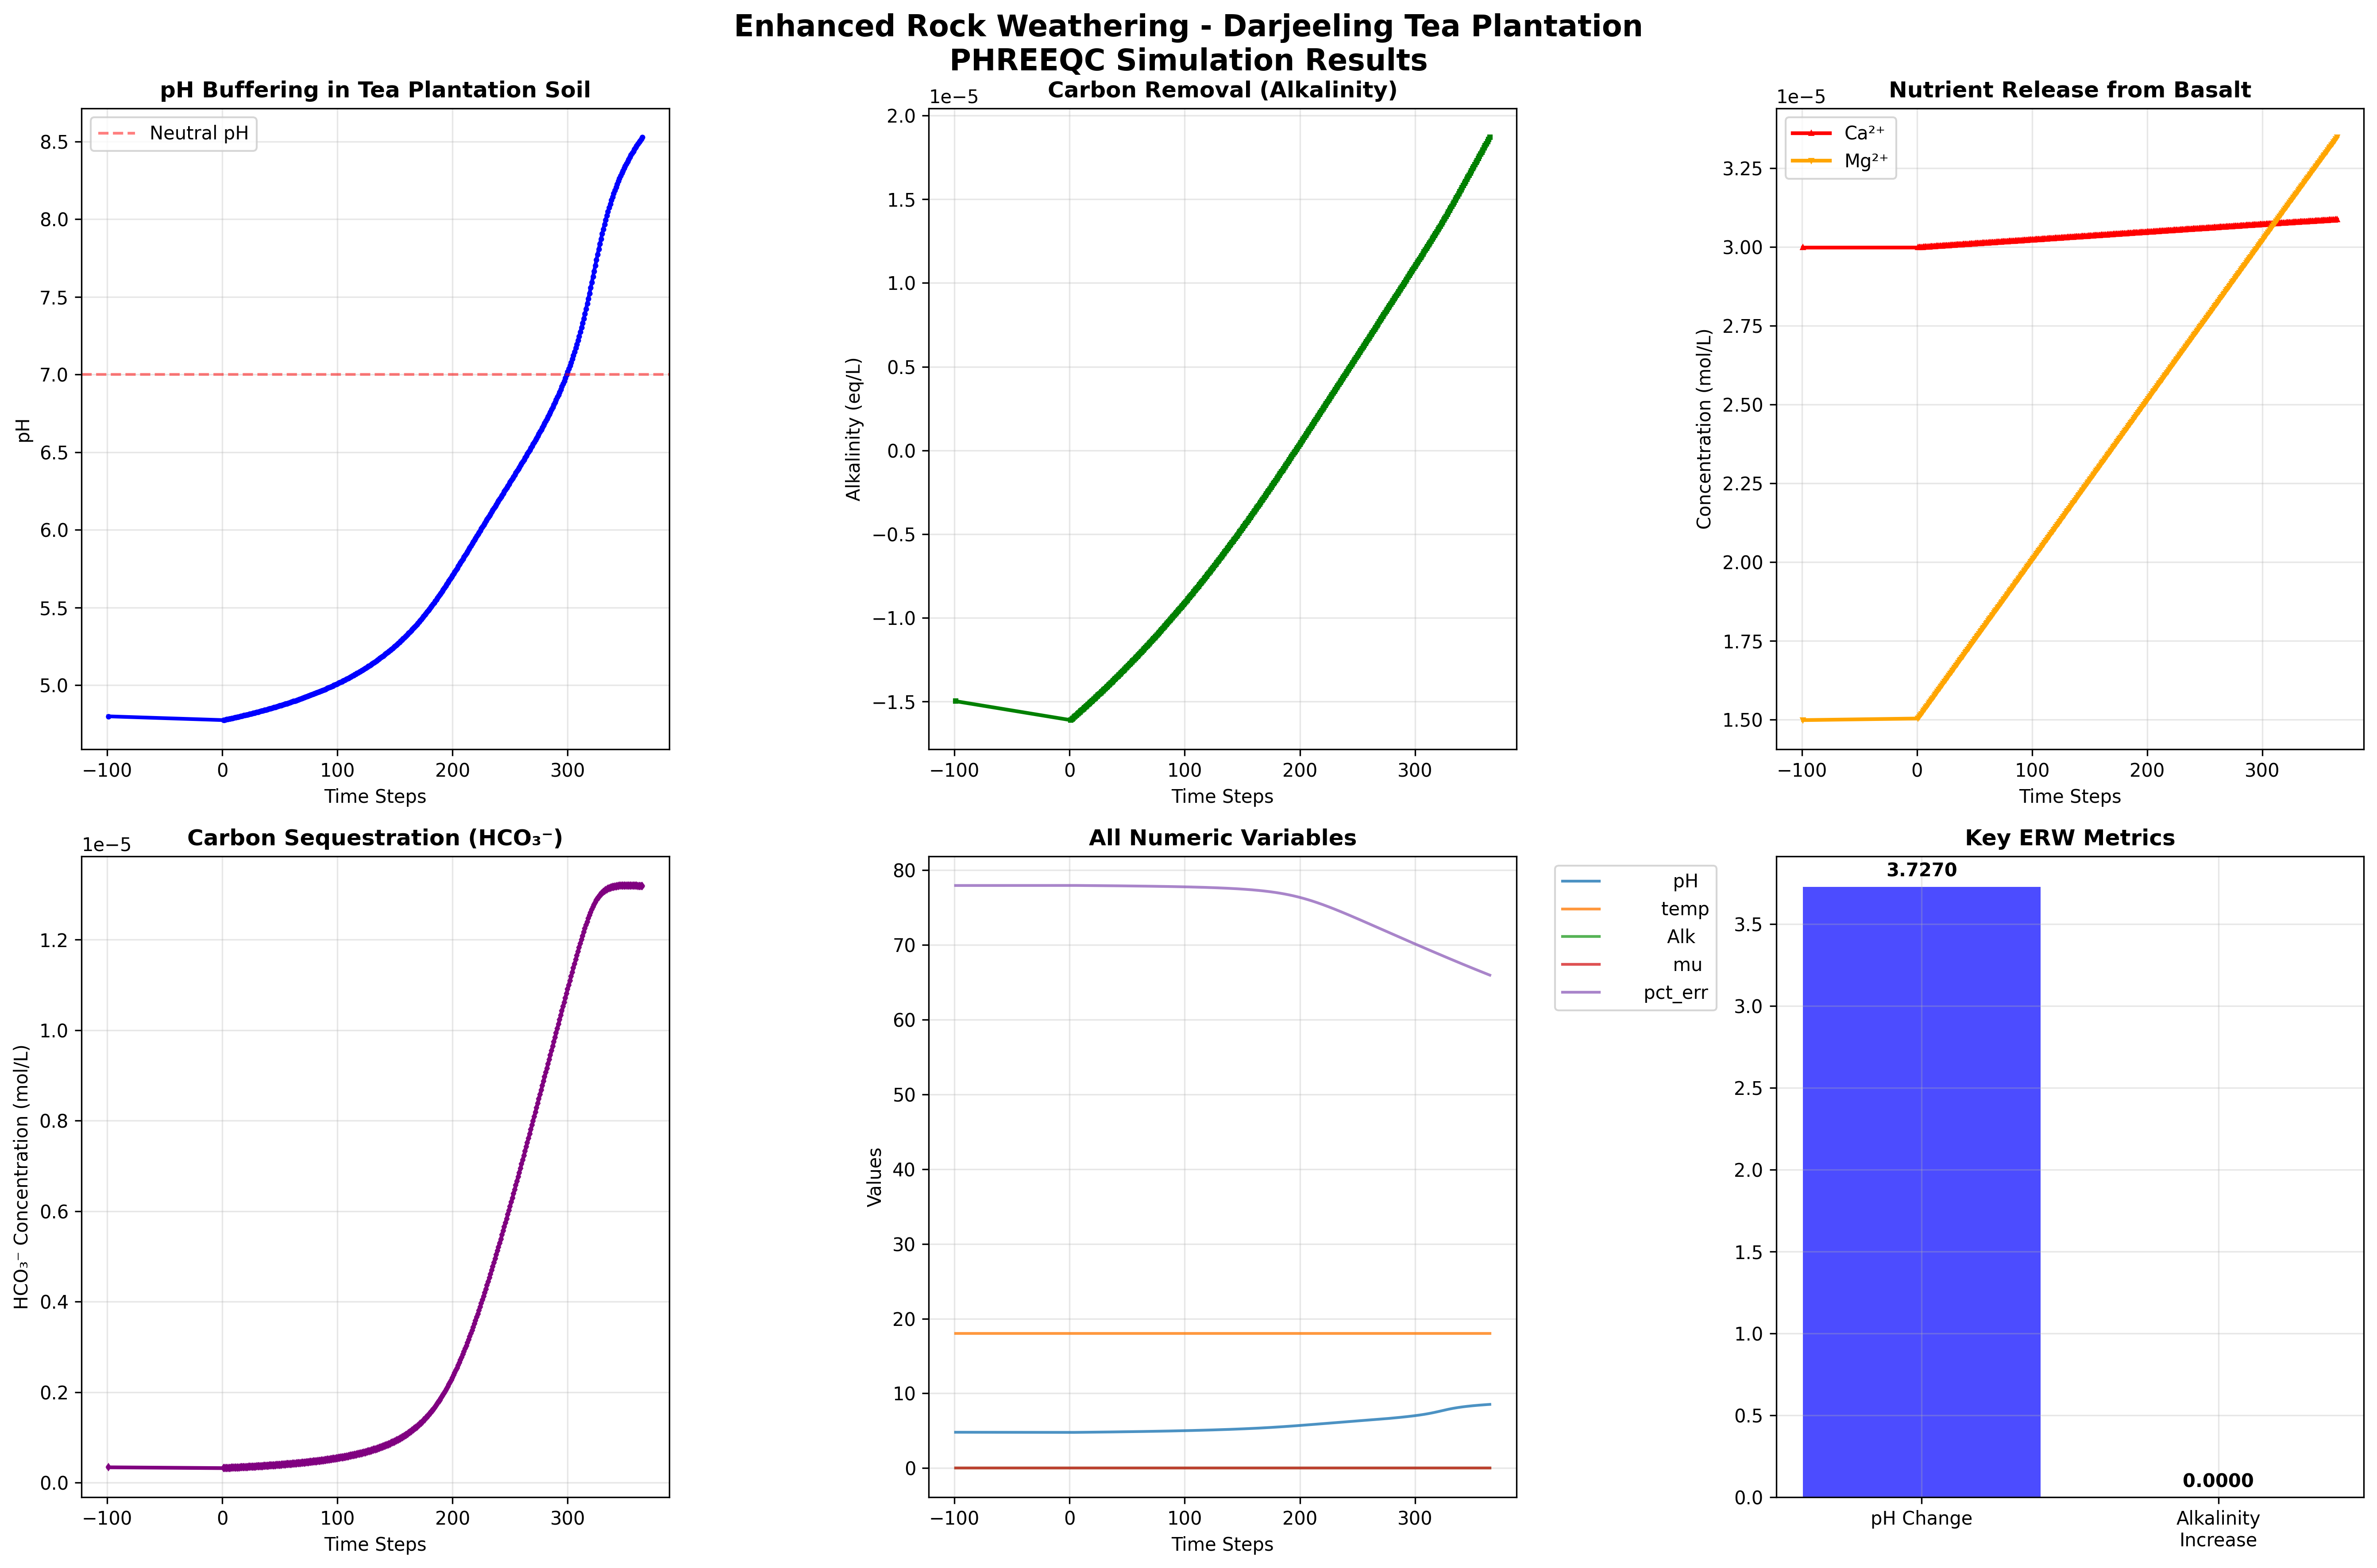 Enhanced Rock Weathering - Darjeeling Tea Plantation
PHREEQC Simulation Results
pH Buffering in Tea Plantation Soil
Neutral pH
8.5
8.0
7.5
7.0
6.5
6.0
5.5
5.0
pH
−100 0 100 200 300
Time Steps
Carbon Removal (Alkalinity)
1e−5
2.0
1.5
1.0
0.5
0.0
−0.5
−1.0
−1.5
Alkalinity (eq/L)
−100 0 100 200 300
Time Steps
Nutrient Release from Basalt
1e−5
Ca²⁺
Mg²⁺
3.25
3.00
2.75
2.50
2.25
2.00
1.75
1.50
Concentration (mol/L)
−100 0 100 200 300
Time Steps
Carbon Sequestration (HCO₃⁻)
1e−5
1.2
1.0
0.8
0.6
0.4
0.2
0.0
HCO₃⁻ Concentration (mol/L)
−100 0 100 200 300
Time Steps
All Numeric Variables
80
70
60
50
40
30
20
10
0
Values
−100 0 100 200 300
Time Steps
pH
temp
Alk
mu
pct_err
Key ERW Metrics
3.7270
0.0000
3.5
3.0
2.5
2.0
1.5
1.0
0.5
0.0
pH Change
Alkalinity
Increase